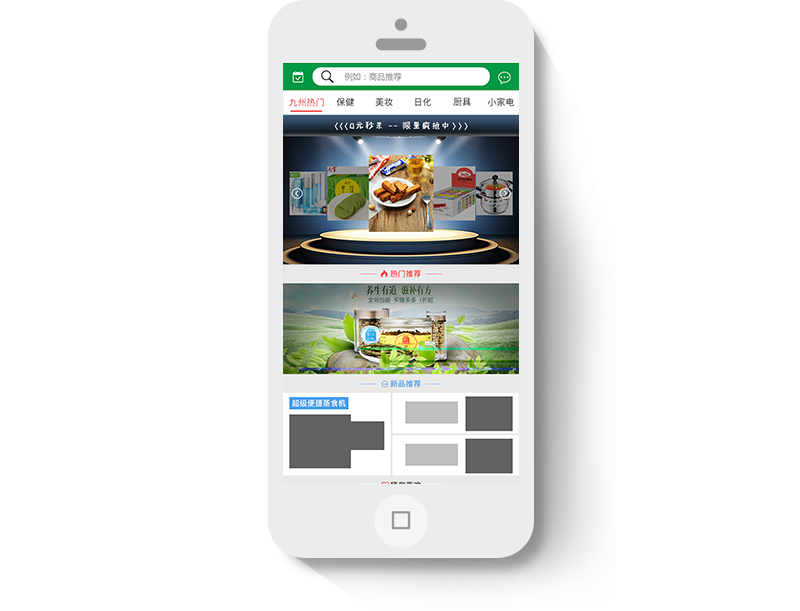 例如：商品推荐
九州热门 保健 美妆 日化 厨具 小家电
(((0元秒杀 -- 限量疯抢中)))
热门推荐
养生有道 滋补有方
全场包邮 买赠多多 1折起
新品推荐
超级便捷蒸食机